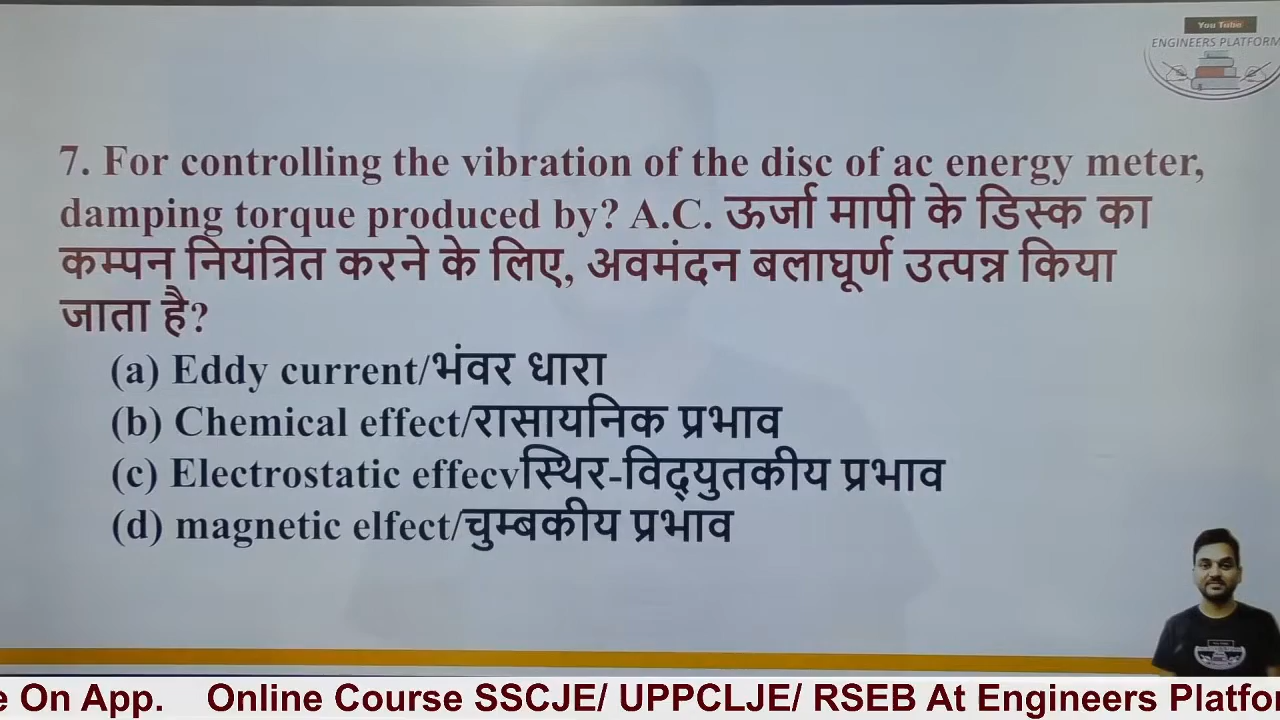 You Tube
ENGINEERS PLATFORM
7. For controlling the vibration of the disc of ac energy meter,
damping torque produced by? A.C. ऊर्जा मापी के डिस्क का
कम्पन नियंत्रित करने के लिए, अवमंदन बलाघूर्ण उत्पन्न किया
जाता है?
(a) Eddy current/भंवर धारा
(b) Chemical effect/रासायनिक प्रभाव
(c) Electrostatic effecvस्थिर-विद्युतकीय प्रभाव
(d) magnetic elfect/चुम्बकीय प्रभाव
e On App. Online Course SSCJE/ UPPCLJE/ RSEB At Engineers Platfo